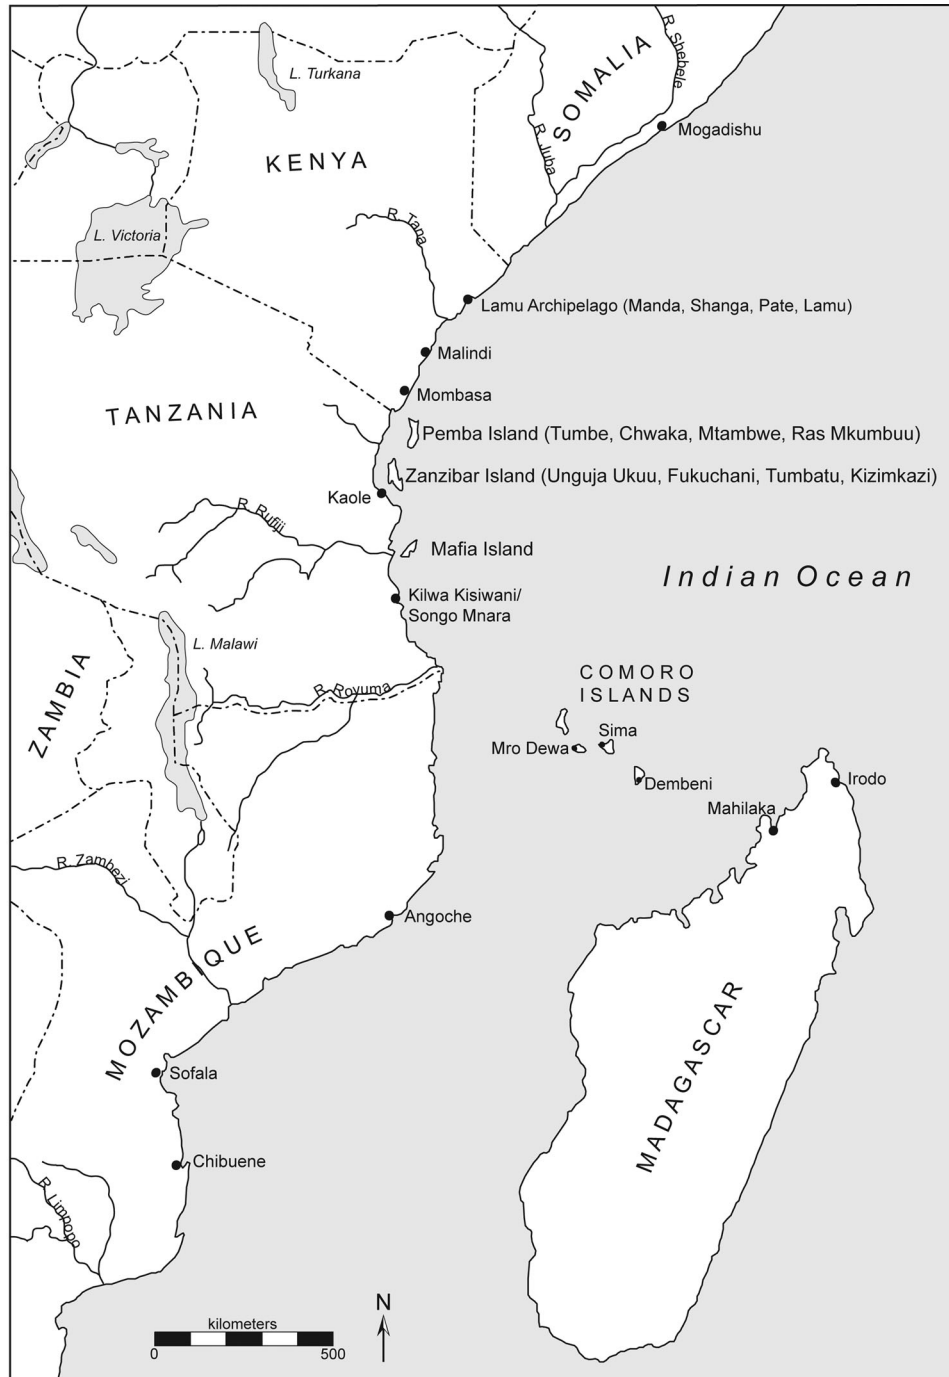 R. Shebele
SOMALIA
L. Turkana
Mogadishu
R. Juba
KENYA
R. Tana
L. Victoria
Lamu Archipelago (Manda, Shanga, Pate, Lamu)
Malindi
Mombasa
TANZANIA
Pemba Island (Tumbe, Chwaka, Mtambwe, Ras Mkumbuu)
Zanzibar Island (Unguja Ukuu, Fukuchani, Tumbatu, Kizimkazi)
Kaole
R. Rufiji
Mafia Island
Indian Ocean
Kilwa Kisiwani/
Songo Mnara
L. Malawi
ZAMBIA
R. Rovuma
COMORO
ISLANDS
Sima
Mro Dewa
Dembeni
Irodo
Mahilaka
R. Zambezi
Angoche
MOZAMBIQUE
MADAGASCAR
Sofala
Chibuene
R. Limpopo
N
kilometers
0 500